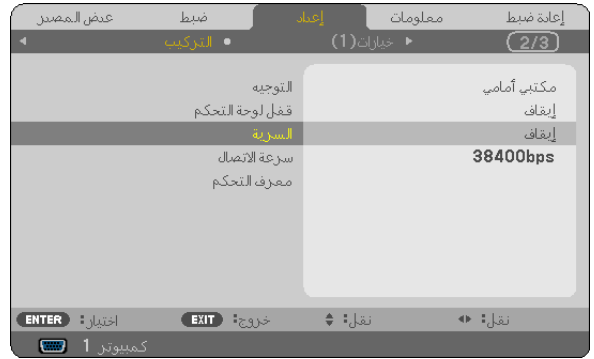 عرض المصدر ضبط إعداد معلومات إعادة ضبط
● التركيب خيارات(1) 2/3
التوجيه مكتبي أمامي
قفل لوحة التحكم إيقاف
السرية إيقاف
سرعة الاتصال 38400bps
معرف التحكم
ENTER :اختيار EXIT :خروج نقل: نقل:
كمبيوتر 1